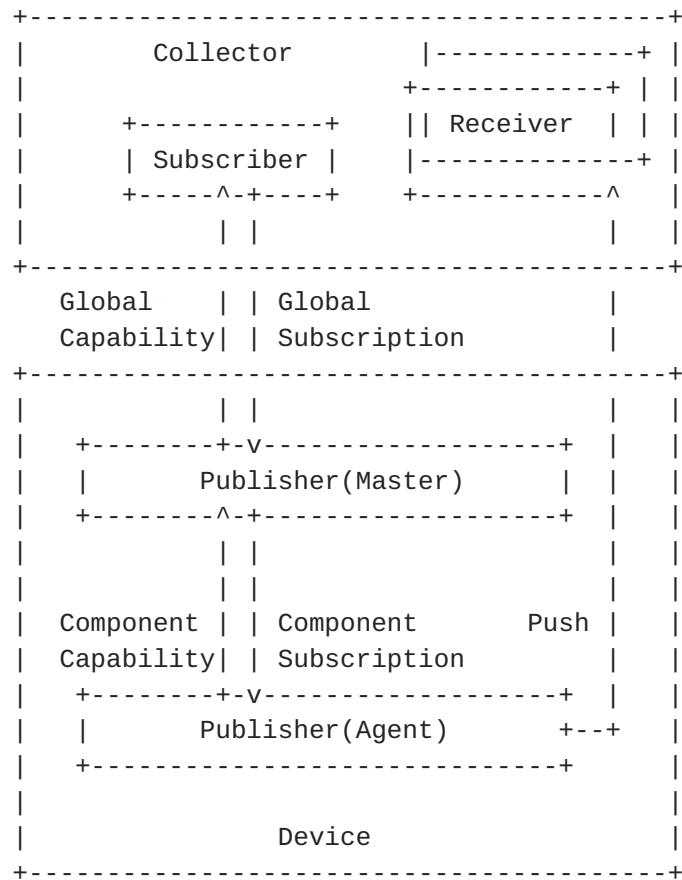 Collector
Receiver
Subscriber
Global Global
Capability Subscription
Publisher(Master)
Component Component Push
Capability Subscription
Publisher(Agent)
Device